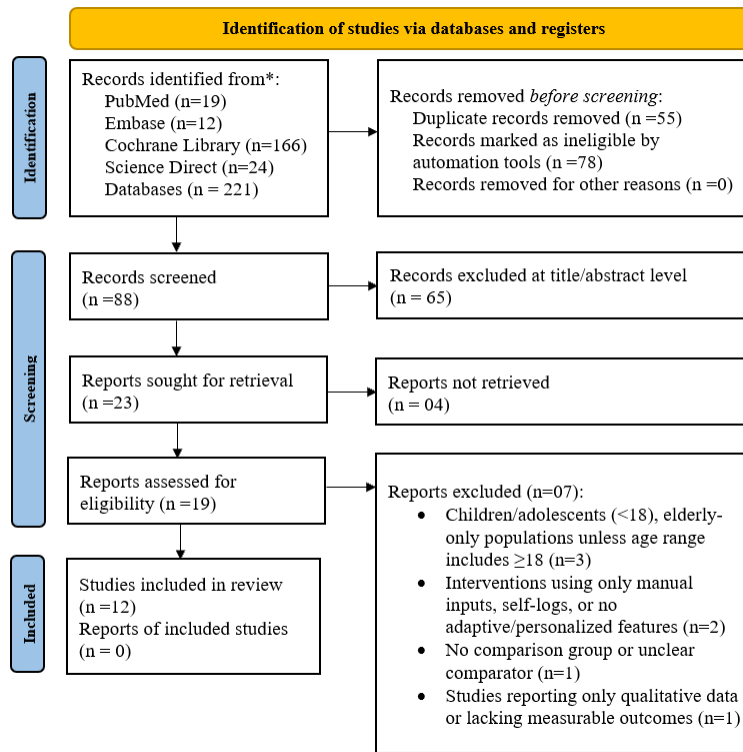 Identification of studies via databases and registers
Identification
Records identified from*:
PubMed (n=19)
Embase (n=12)
Cochrane Library (n=166)
Science Direct (n=24)
Databases (n = 221)
Records removed before screening:
Duplicate records removed (n =55)
Records marked as ineligible by
automation tools (n =78)
Records removed for other reasons (n =0)
Screening
Records screened
(n =88)
Records excluded at title/abstract level
(n = 65)
Reports sought for retrieval
(n =23)
Reports not retrieved
(n = 04)
Reports assessed for
eligibility (n =19)
Reports excluded (n=07):
• Children/adolescents (<18), elderly-
only populations unless age range
includes ≥18 (n=3)
• Interventions using only manual
inputs, self-logs, or no
adaptive/personalized features (n=2)
• No comparison group or unclear
comparator (n=1)
• Studies reporting only qualitative data
or lacking measurable outcomes (n=1)
Included
Studies included in review
(n =12)
Reports of included studies
(n = 0)